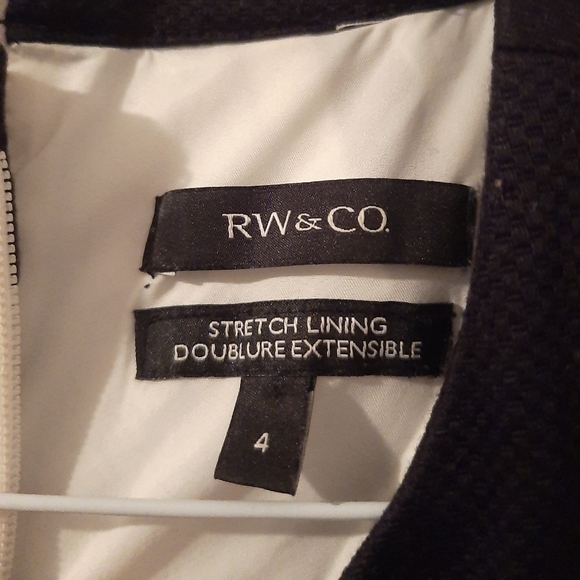 RW&CO.
STRETCH LINING
DOUBLURE EXTENSIBLE
4